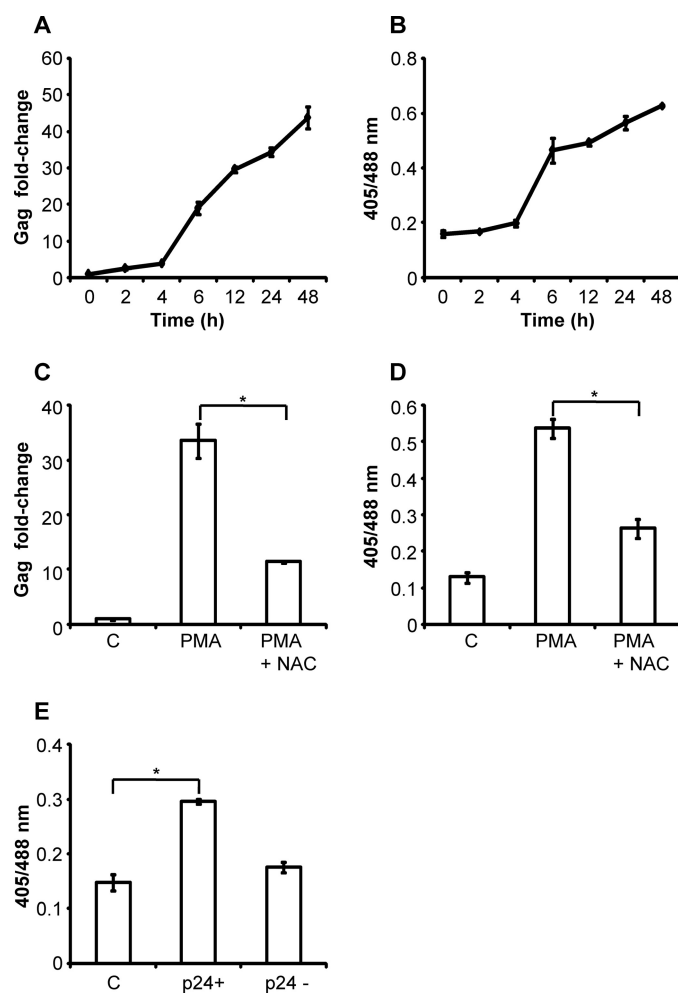 A
Gag fold-change
60
50
40
30
20
10
0
0 2 4 6 12 24 48
Time (h)
B
405/488 nm
0.8
0.6
0.4
0.2
0
0 2 4 6 12 24 48
Time (h)
C
Gag fold-change
40
30
20
10
0
*
C PMA PMA
+ NAC
D
405/488 nm
0.6
0.5
0.4
0.3
0.2
0.1
0
*
C PMA PMA
+ NAC
E
405/488 nm
0.4
0.3
0.2
0.1
0
*
C p24+ p24 -